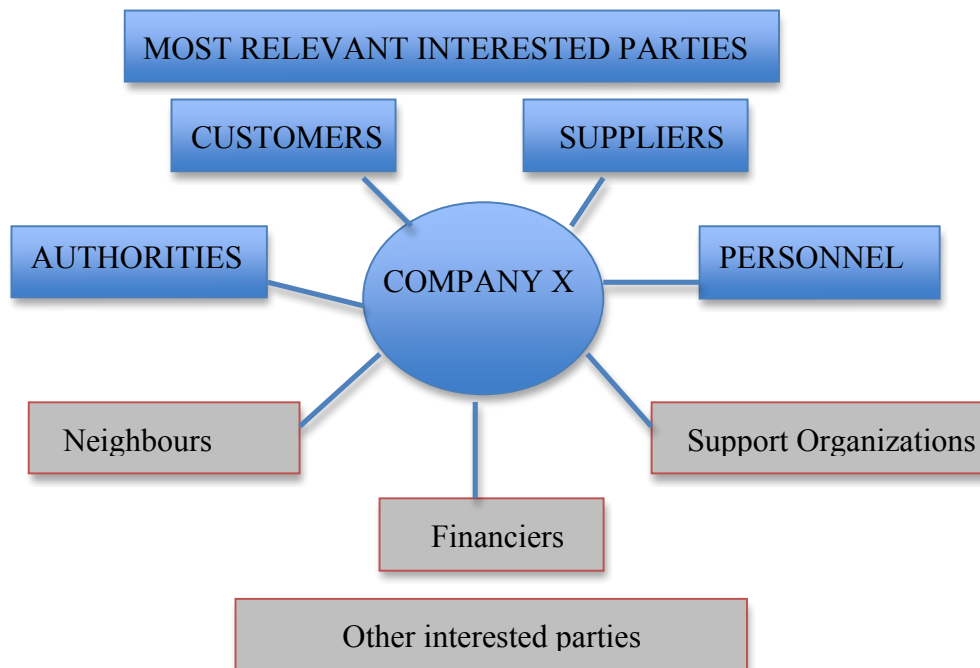 MOST RELEVANT INTERESTED PARTIES
CUSTOMERS
SUPPLIERS
AUTHORITIES
COMPANY X
PERSONNEL
Neighbours
Support Organizations
Financiers
Other interested parties